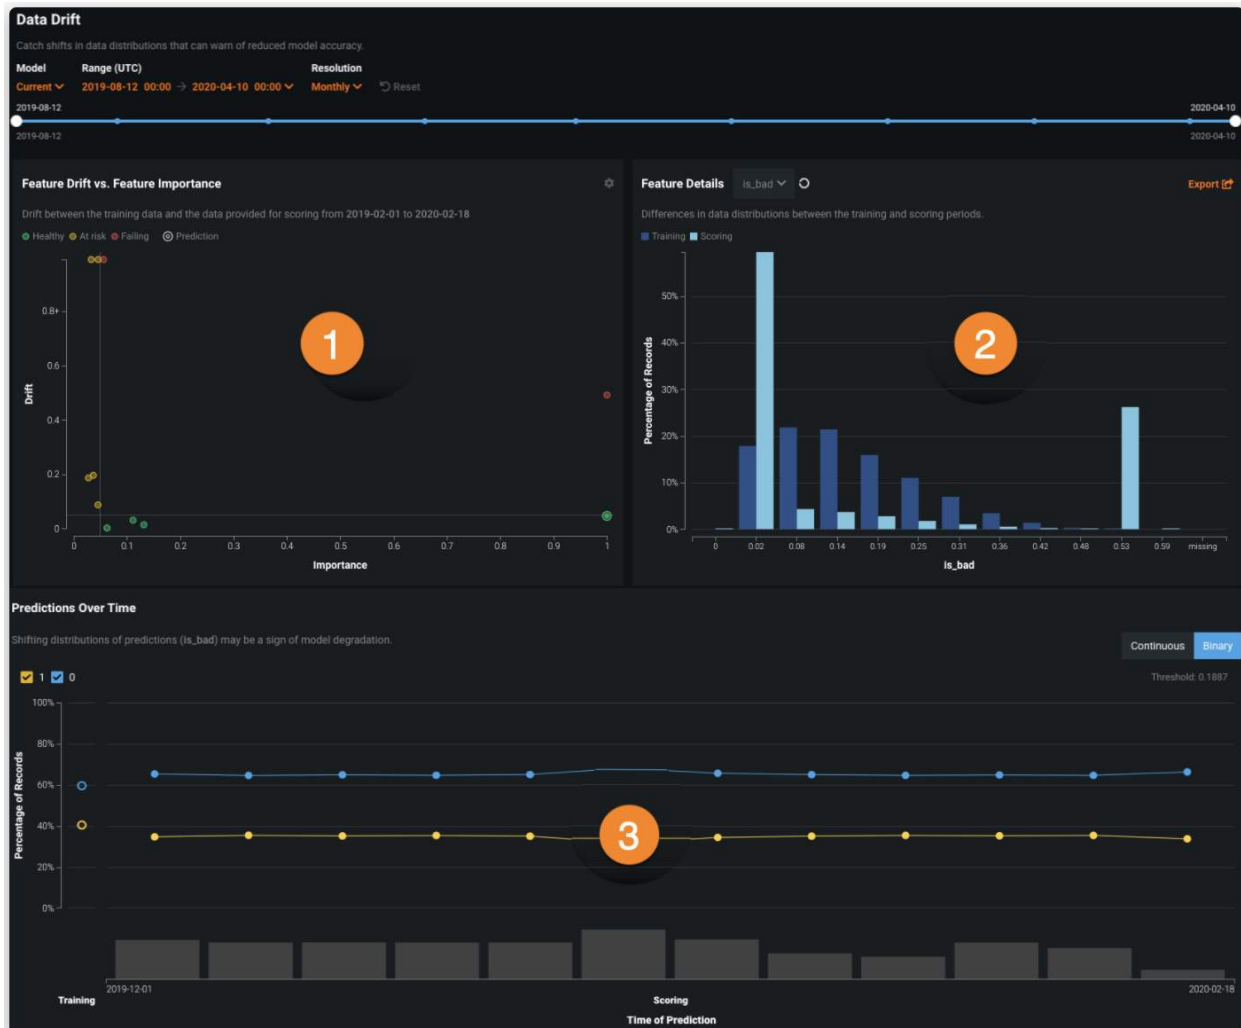 Data Drift
Catch shifts in data distributions that can warn of reduced model accuracy.
Model Range (UTC) Resolution
Current 2019-08-12 00:00 → 2020-04-10 00:00 Monthly Reset
2019-08-12 2020-04-10
2019-08-12 2020-04-10
Feature Drift vs. Feature Importance
Drift between the training data and the data provided for scoring from 2019-02-01 to 2020-02-18
Healthy At risk Failing Prediction
0.8+
0.6
0.4
0.2
0
Drift
1
0 0.1 0.2 0.3 0.4 0.5 0.6 0.7 0.8 0.9 1
Importance
Feature Details is_bad Export
Differences in data distributions between the training and scoring periods.
Training Scoring
50%
40%
30%
20%
10%
0%
Percentage of Records
2
0 0.02 0.08 0.14 0.19 0.25 0.31 0.36 0.42 0.48 0.53 0.59 missing
is_bad
Predictions Over Time
Shifting distributions of predictions (is_bad) may be a sign of model degradation.
Continuous Binary
1 0
Threshold: 0.1887
100%
80%
60%
40%
20%
0%
Percentage of Records
3
2019-12-01 2020-02-18
Training Scoring
Time of Prediction